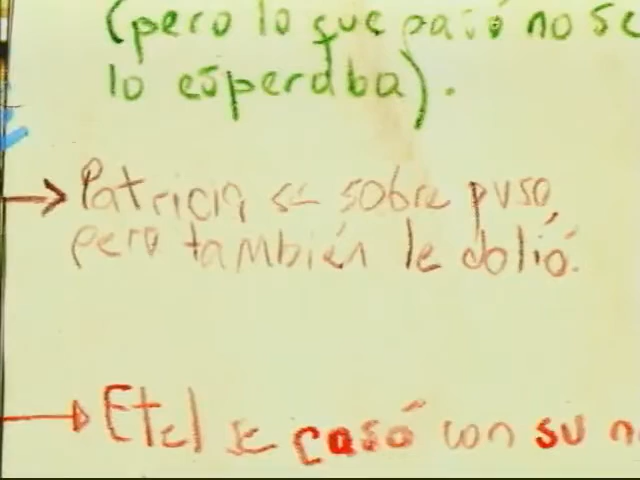 (pero lo que pasó no se
lo esperaba).
Patricia se sobre puso,
pero también le dolió.
Etel se casó con su